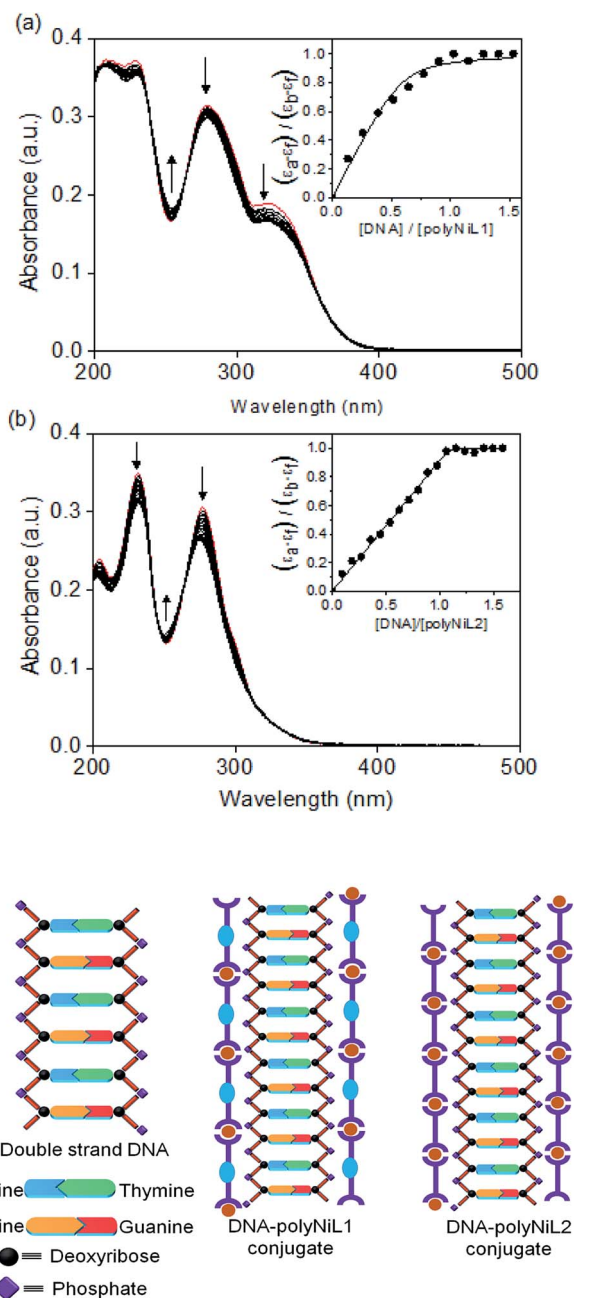 (a)
0.4
0.3
0.2
0.1
0.0
Absorbance (a.u.)
200 300 400 500
Wavelength (nm)
1.0
0.8
0.6
0.4
0.2
0.0
(εa-εf) / (εb-εf)
0.0 0.5 1.0 1.5
[DNA] / [polyNiL1]
(b)
0.4
0.3
0.2
0.1
0.0
Absorbance (a.u.)
200 300 400 500
Wavelength (nm)
1.0
0.8
0.6
0.4
0.2
0.0
(εa-εf) / (εb-εf)
0.0 0.5 1.0 1.5
[DNA]/[polyNiL2]
Double strand DNA
ine Thymine
ine Guanine
Deoxyribose
Phosphate
DNA-polyNiL1
conjugate
DNA-polyNiL2
conjugate